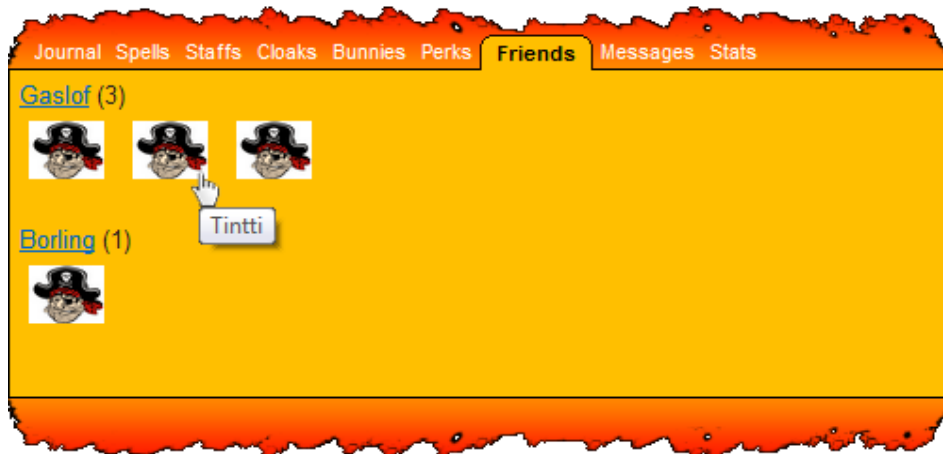 Journal Spells Staffs Cloaks Bunnies Perks Friends Messages Stats
Gaslof (3)
Tintti
Borling (1)